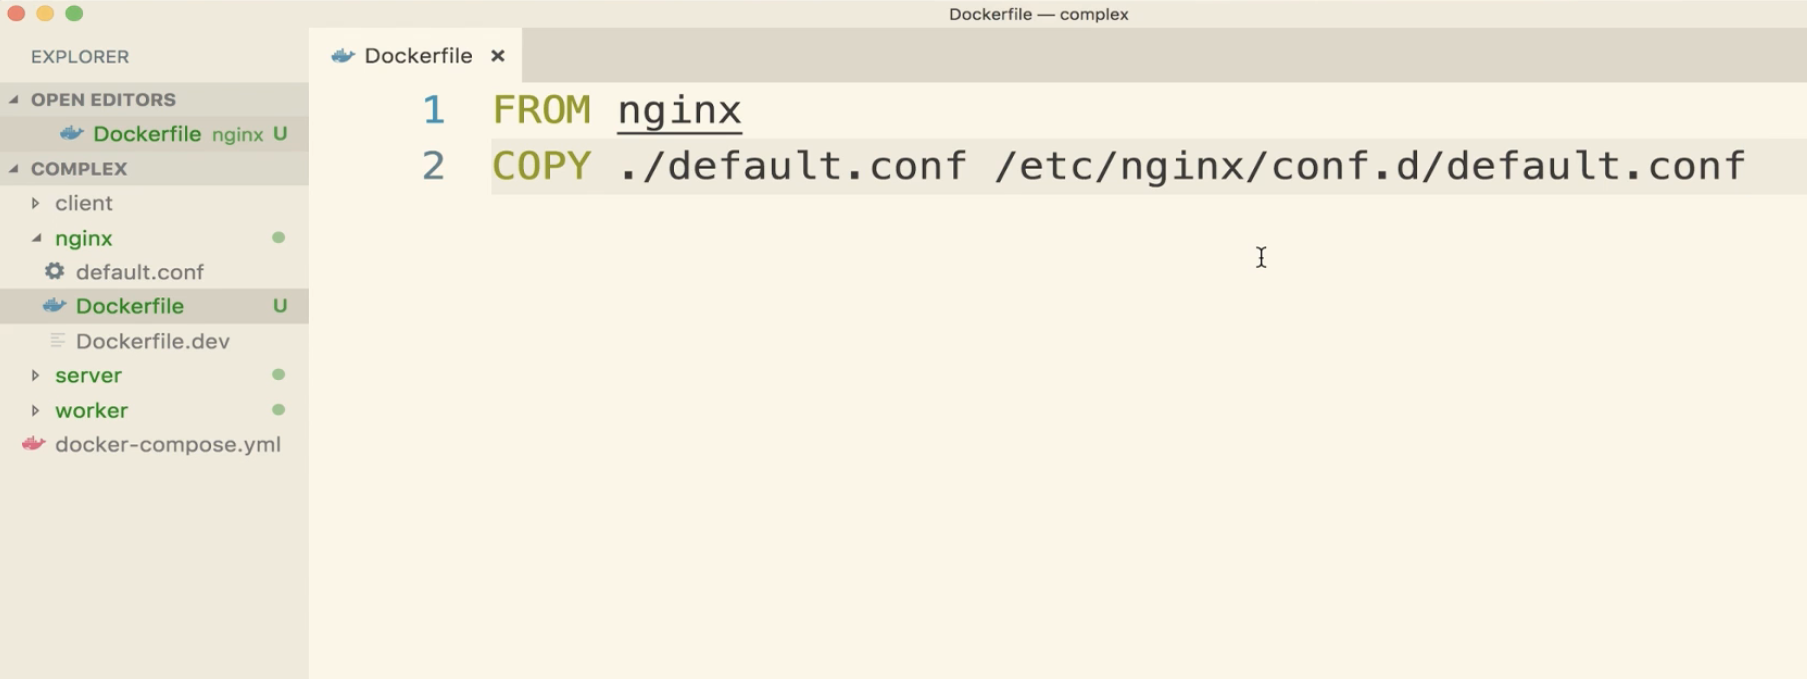 Dockerfile — complex
EXPLORER
OPEN EDITORS
Dockerfile nginx U
COMPLEX
client
nginx
default.conf
Dockerfile U
Dockerfile.dev
server
worker
docker-compose.yml
Dockerfile ×
1 FROM nginx
2 COPY ./default.conf /etc/nginx/conf.d/default.conf